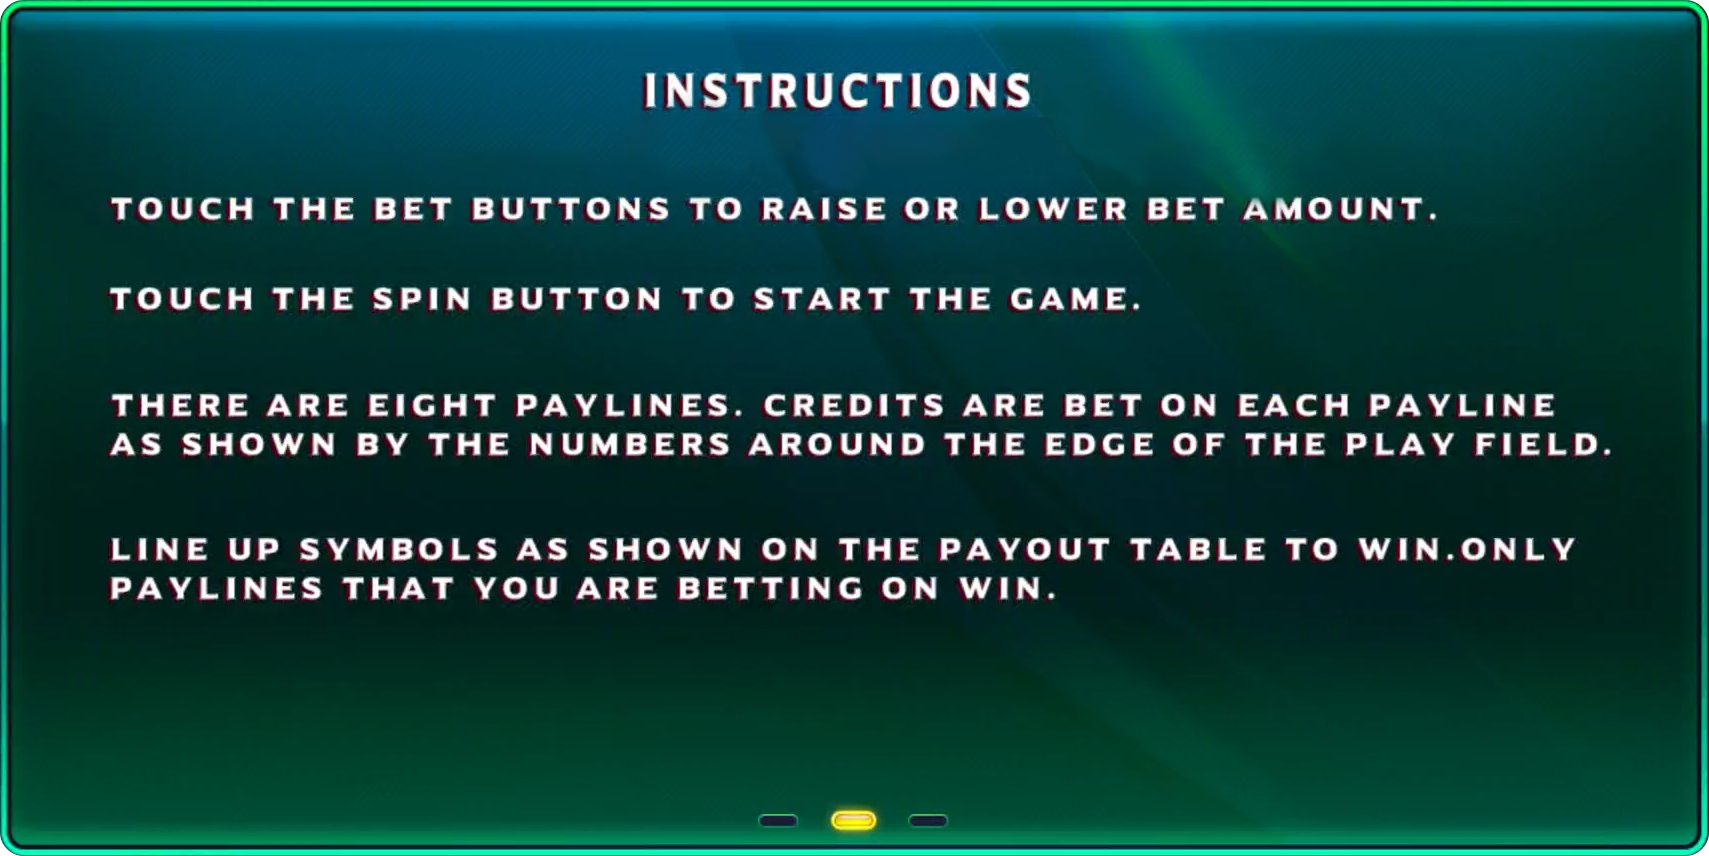 INSTRUCTIONS
TOUCH THE BET BUTTONS TO RAISE OR LOWER BET AMOUNT.
TOUCH THE SPIN BUTTON TO START THE GAME.
THERE ARE EIGHT PAYLINES. CREDITS ARE BET ON EACH PAYLINE
AS SHOWN BY THE NUMBERS AROUND THE EDGE OF THE PLAY FIELD.
LINE UP SYMBOLS AS SHOWN ON THE PAYOUT TABLE TO WIN.ONLY
PAYLINES THAT YOU ARE BETTING ON WIN.